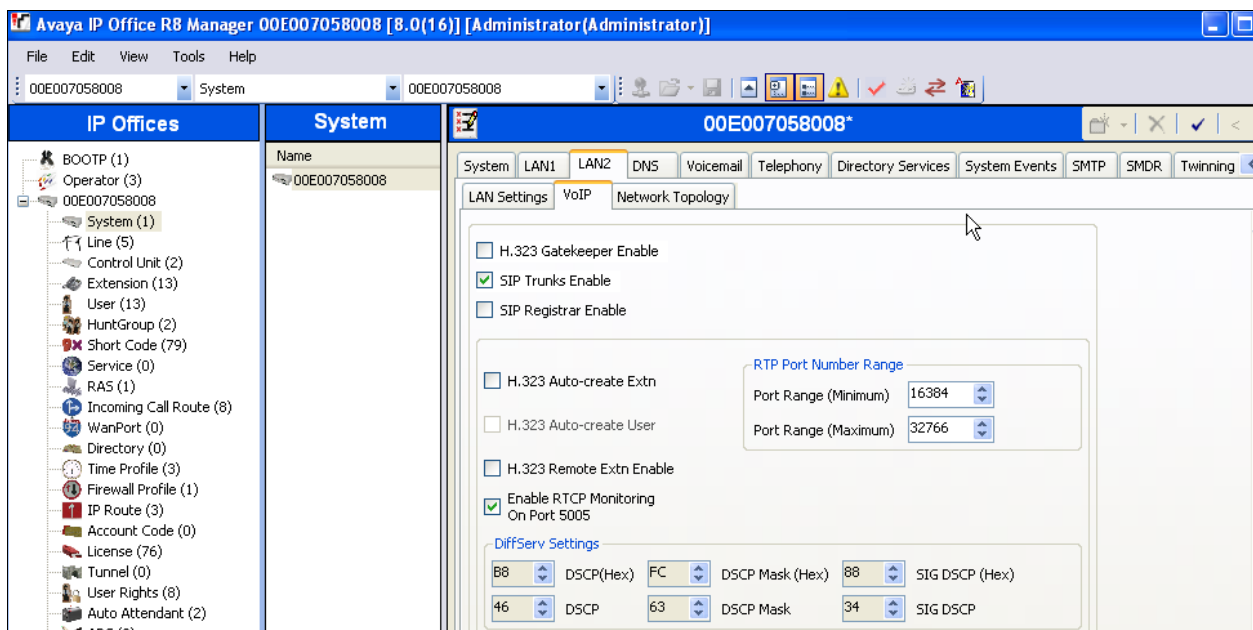 Avaya IP Office R8 Manager 00E007058008 [8.0(16)] [Administrator(Administrator)]
File Edit View Tools Help
00E007058008 System 00E007058008
IP Offices
BOOTP (1)
Operator (3)
00E007058008
System (1)
Line (5)
Control Unit (2)
Extension (13)
User (13)
HuntGroup (2)
Short Code (79)
Service (0)
RAS (1)
Incoming Call Route (8)
WanPort (0)
Directory (0)
Time Profile (3)
Firewall Profile (1)
IP Route (3)
Account Code (0)
License (76)
Tunnel (0)
User Rights (8)
Auto Attendant (2)
System
Name
00E007058008
00E007058008*
System LAN1 LAN2 DNS Voicemail Telephony Directory Services System Events SMTP SMDR Twinning
LAN Settings VoIP Network Topology
H.323 Gatekeeper Enable
SIP Trunks Enable
SIP Registrar Enable
H.323 Auto-create Extn
H.323 Auto-create User
H.323 Remote Extn Enable
Enable RTCP Monitoring
On Port 5005
RTP Port Number Range
Port Range (Minimum) 16384
Port Range (Maximum) 32766
DiffServ Settings
B8 DSCP(Hex) FC DSCP Mask (Hex) 88 SIG DSCP (Hex)
46 DSCP 63 DSCP Mask 34 SIG DSCP